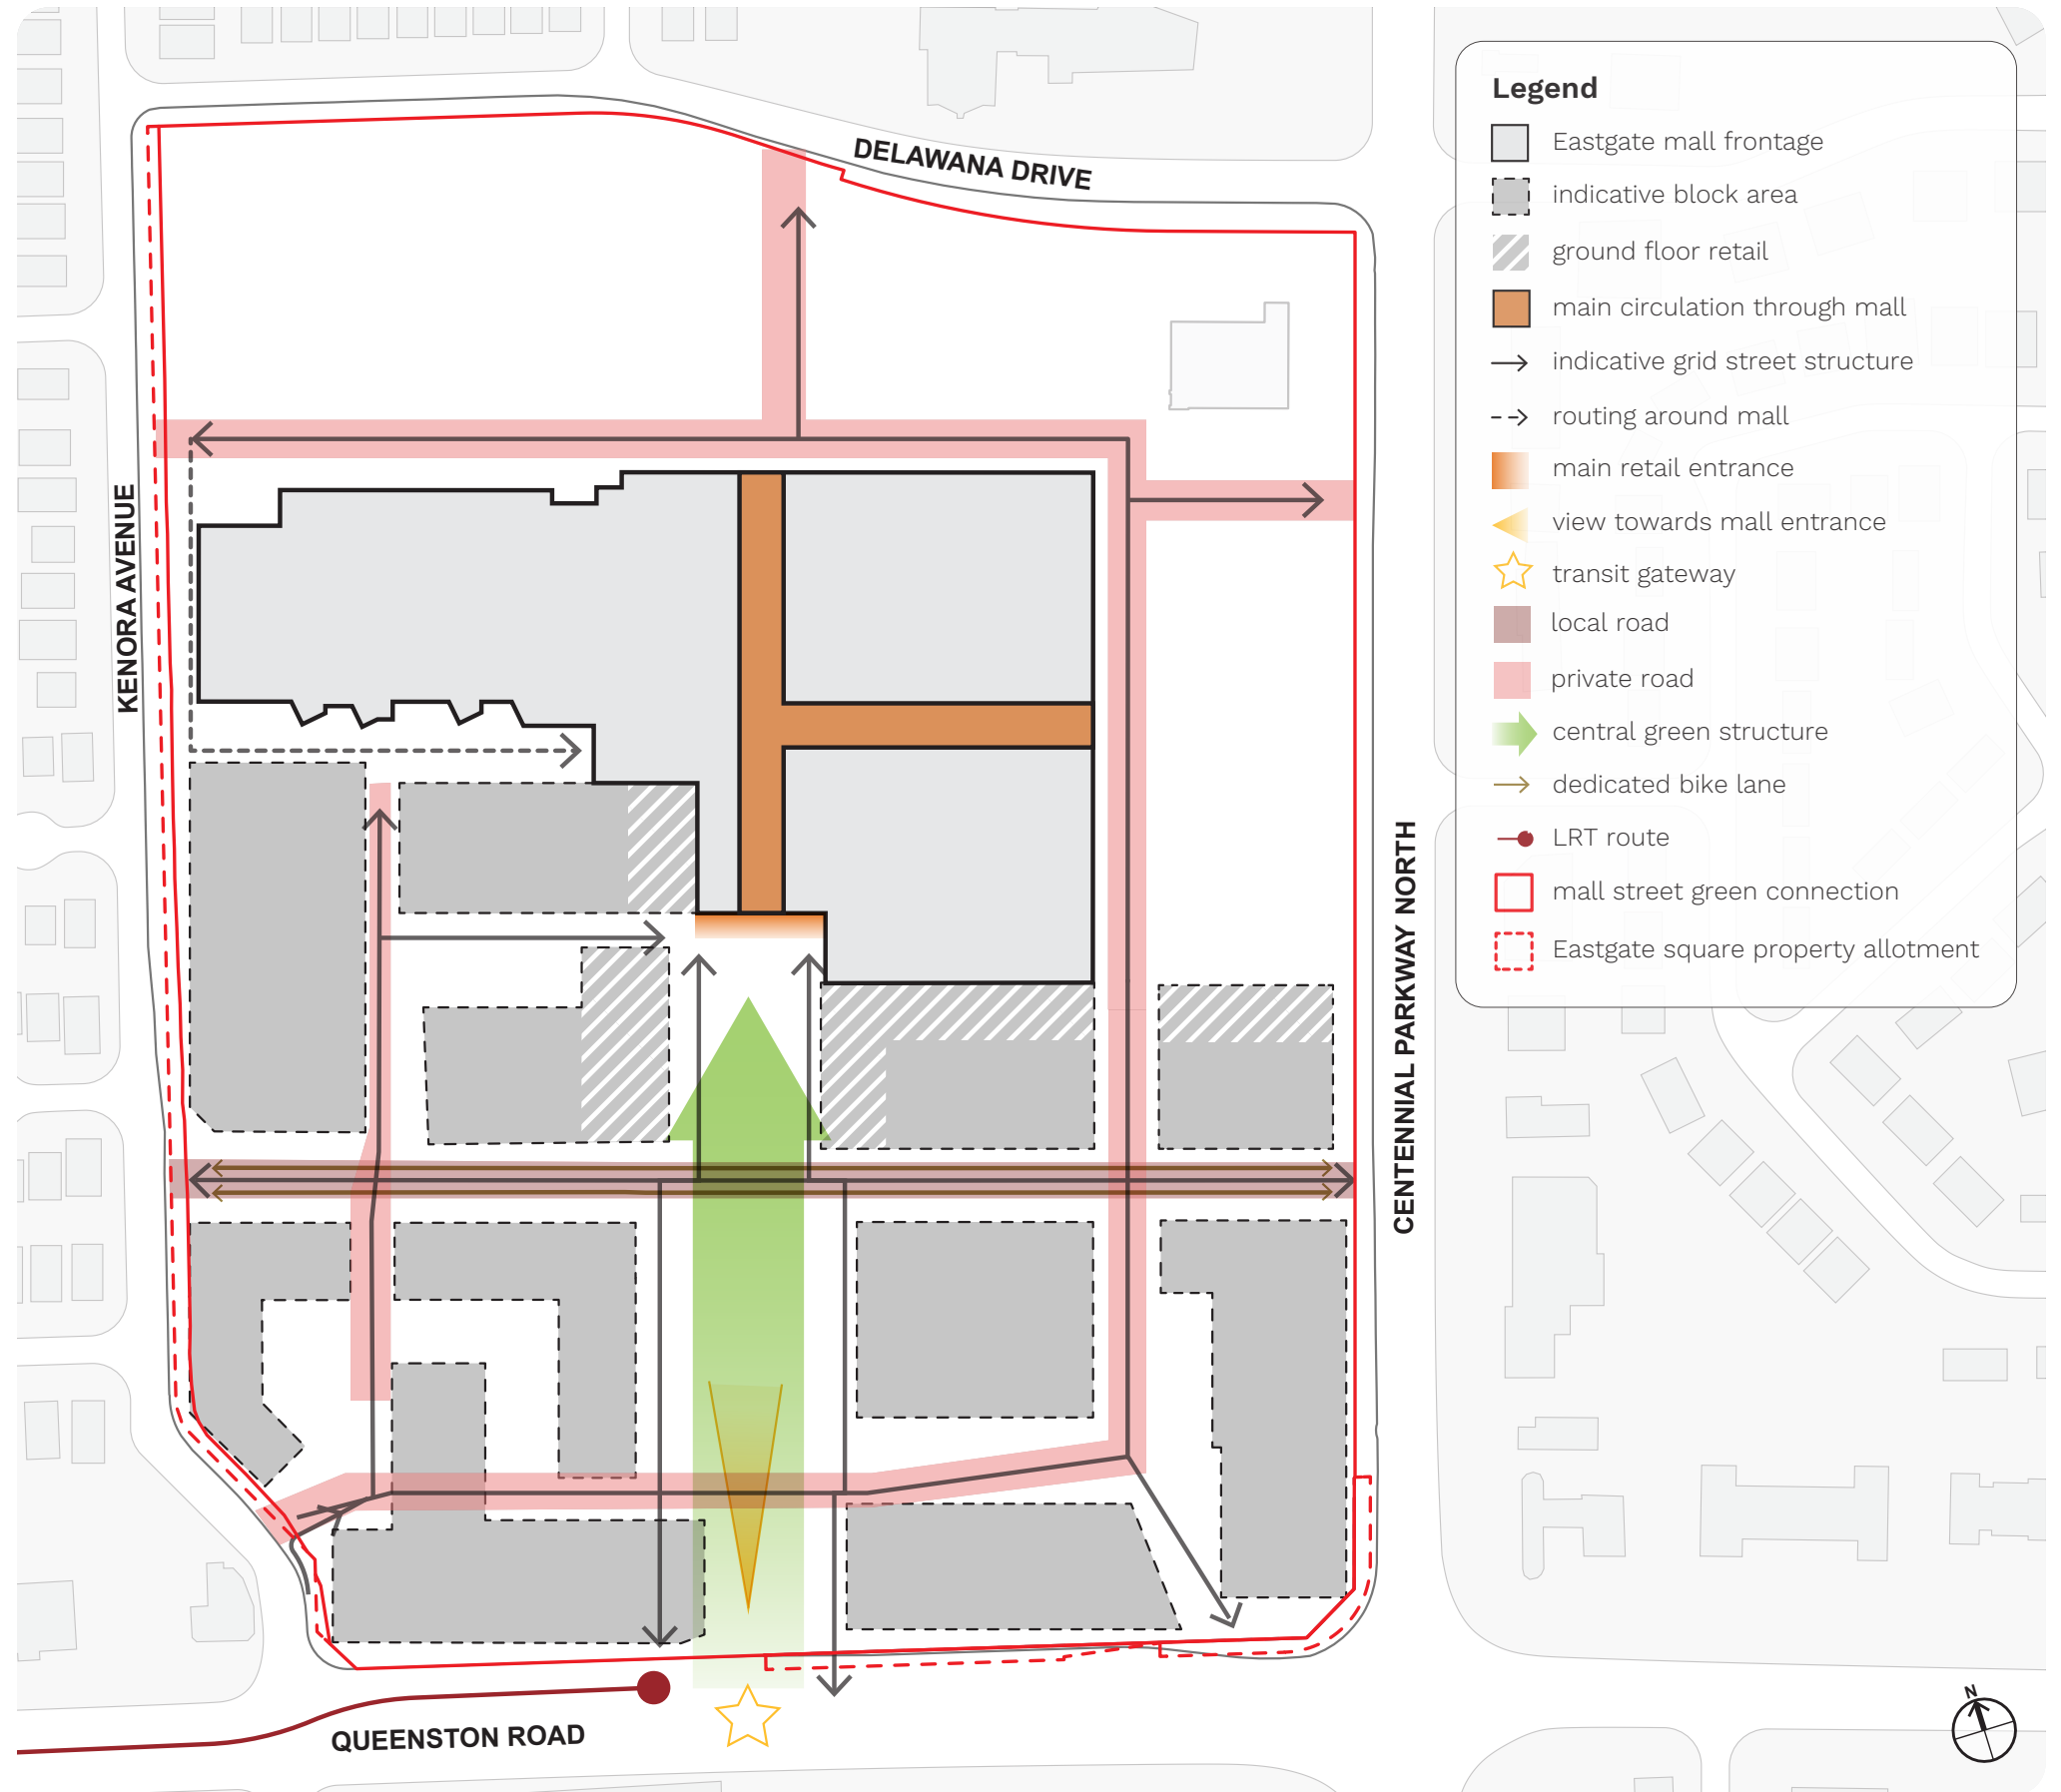 DELAWANA DRIVE
KENORA AVENUE
CENTENNIAL PARKWAY NORTH
QUEENSTON ROAD
Legend
Eastgate mall frontage
indicative block area
ground floor retail
main circulation through mall
indicative grid street structure
routing around mall
main retail entrance
view towards mall entrance
transit gateway
local road
private road
central green structure
dedicated bike lane
LRT route
mall street green connection
Eastgate square property allotment
N